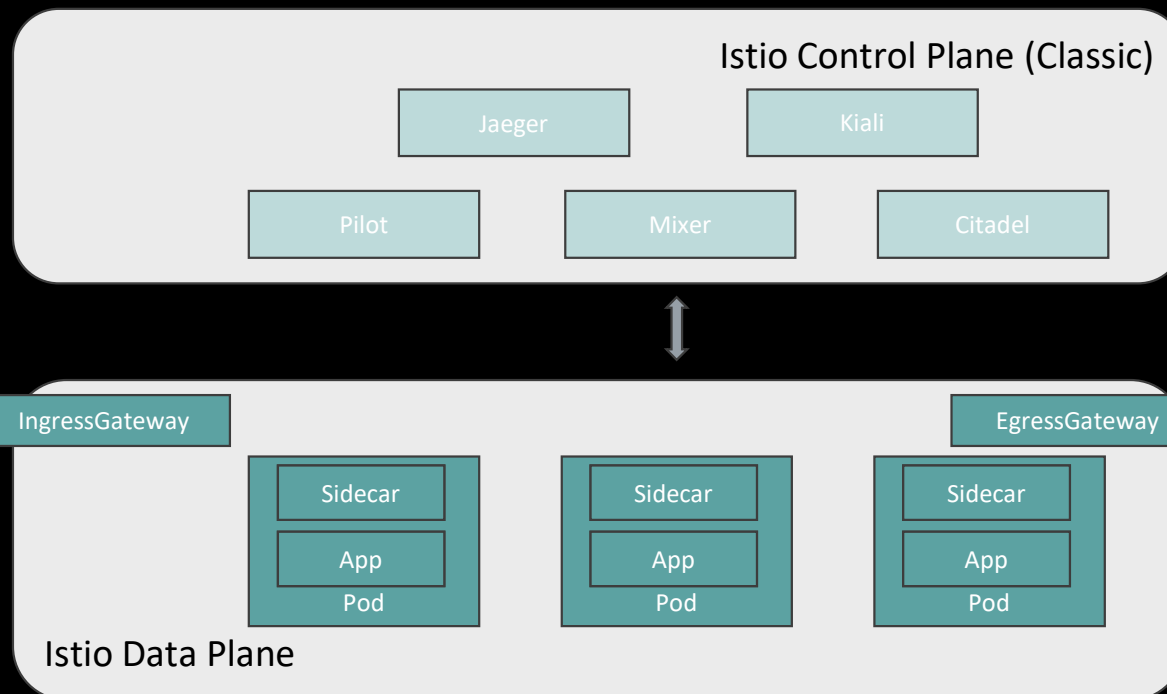 Istio Control Plane (Classic)
Jaeger
Kiali
Pilot
Mixer
Citadel
IngressGateway
EgressGateway
Sidecar
App
Pod
Sidecar
App
Pod
Sidecar
App
Pod
Istio Data Plane